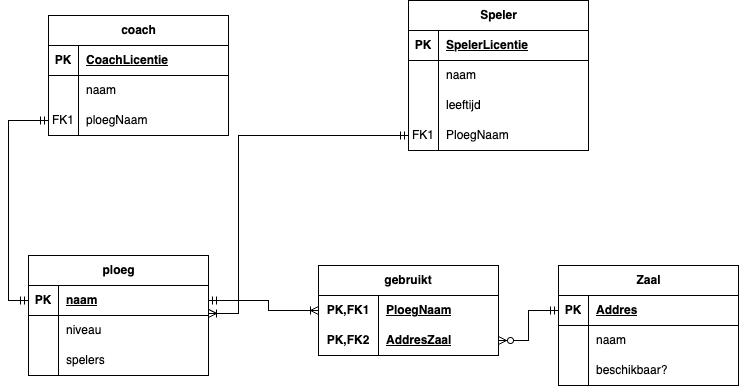 coach
PK CoachLicentie
naam
FK1 ploegNaam
Speler
PK SpelerLicentie
naam
leeftijd
FK1 PloegNaam
ploeg
PK naam
niveau
spelers
gebruikt
PK,FK1 PloegNaam
PK,FK2 AddresZaal
Zaal
PK Addres
naam
beschikbaar?